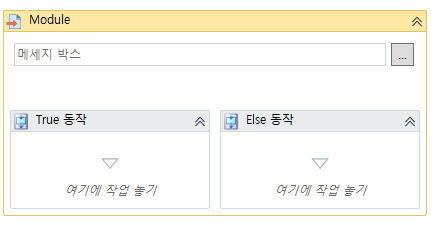 Module
메세지 박스
...
True 동작
Else 동작
여기에 작업 놓기
여기에 작업 놓기